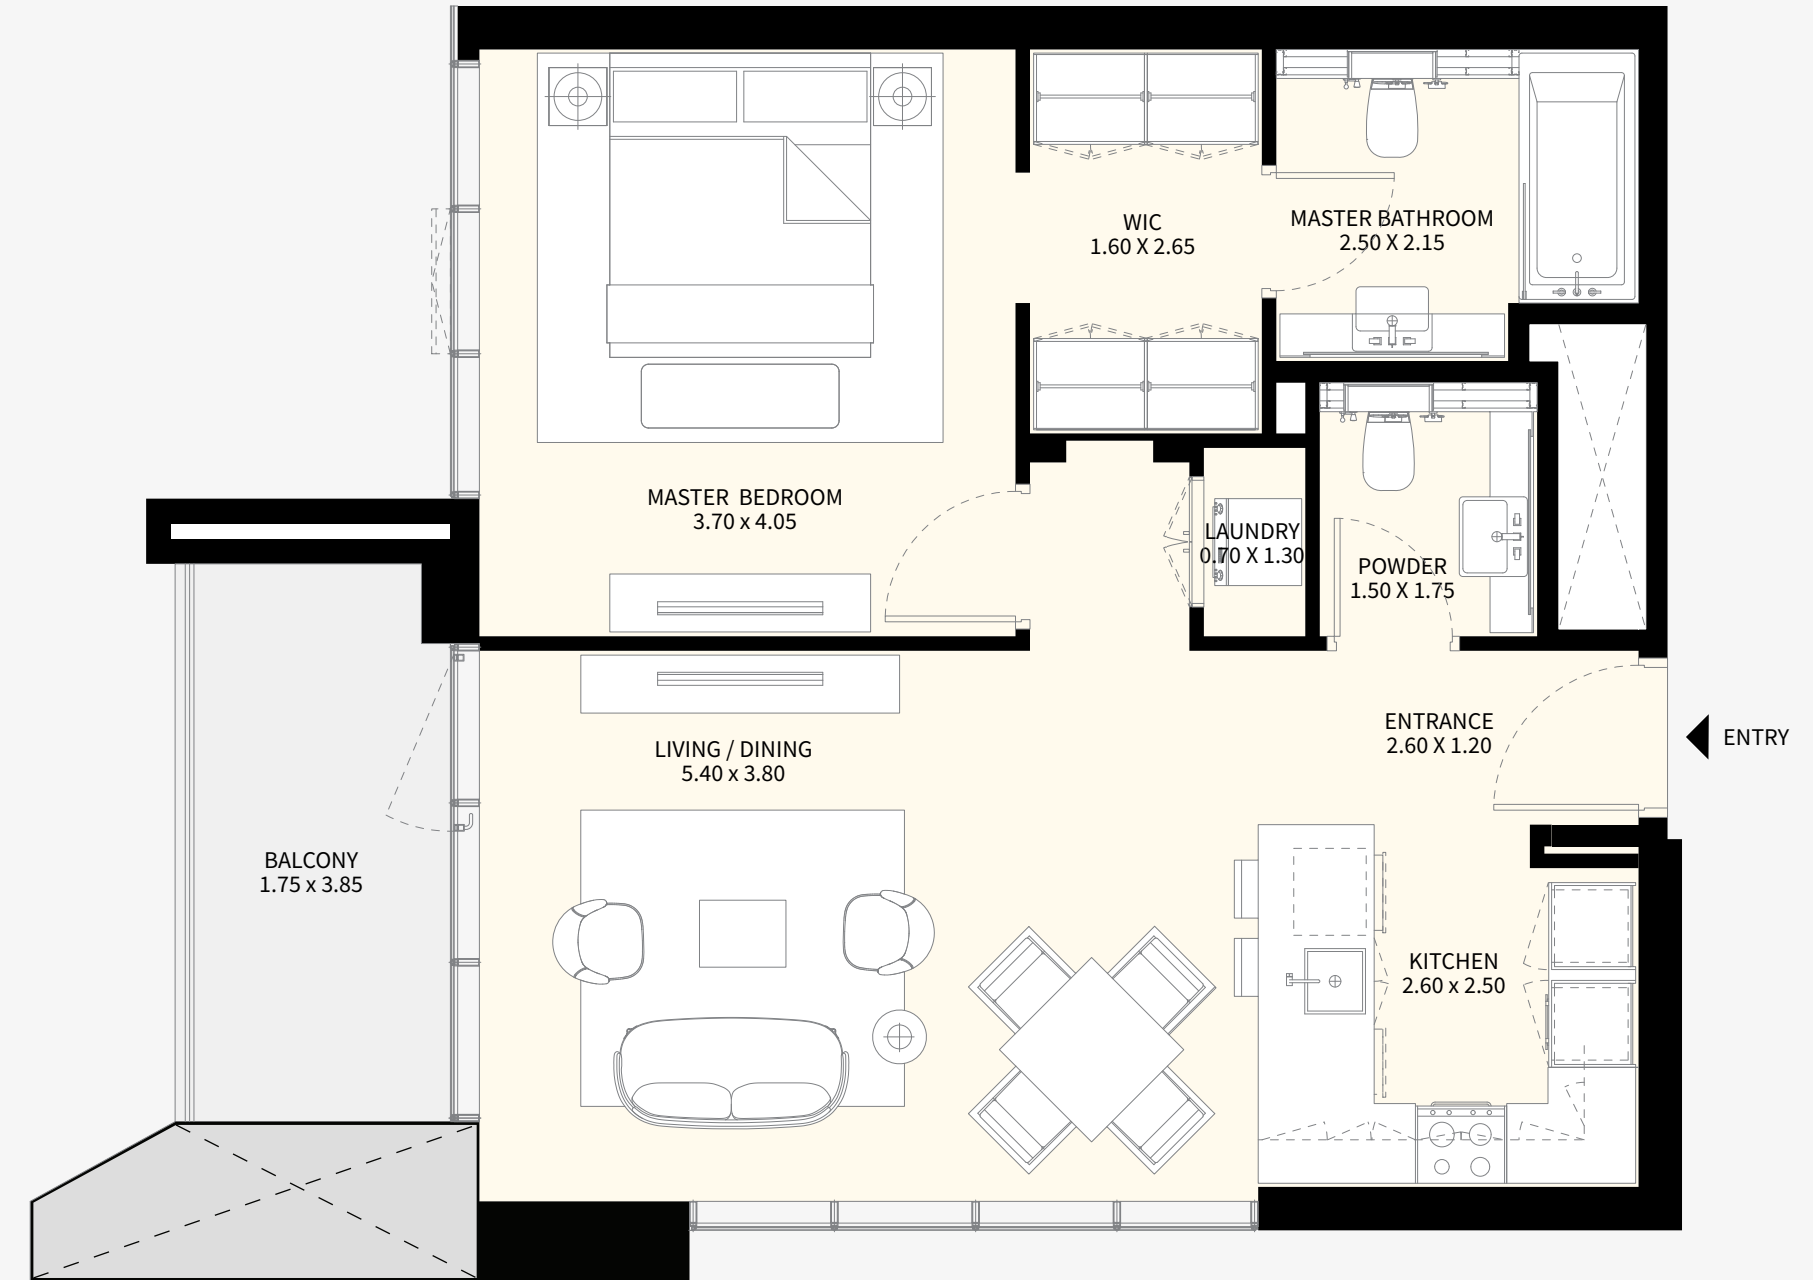 WIC
1.60 X 2.65
MASTER BATHROOM
2.50 X 2.15
MASTER BEDROOM
3.70 x 4.05
LAUNDRY
0.70 X 1.30
POWDER
1.50 X 1.75
ENTRANCE
2.60 X 1.20
ENTRY
LIVING / DINING
5.40 x 3.80
BALCONY
1.75 x 3.85
KITCHEN
2.60 x 2.50